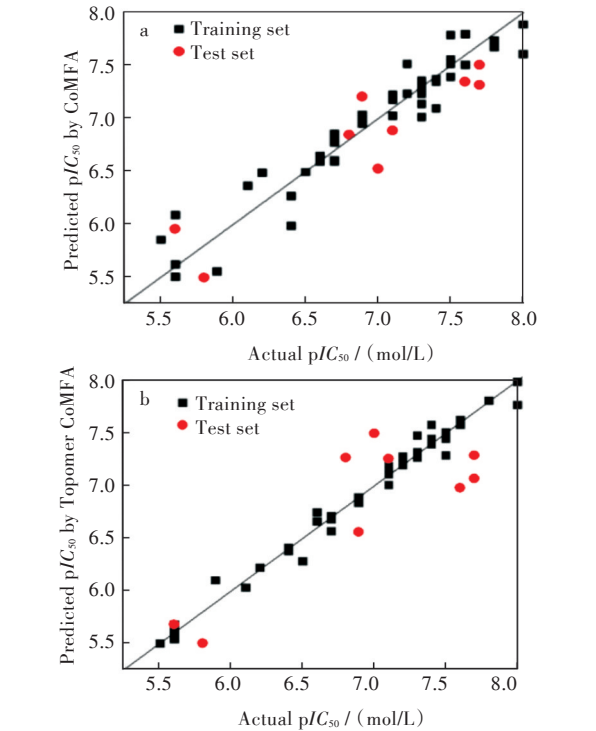 a
Training set
Test set
8.0
7.5
7.0
6.5
6.0
5.5
Predicted pIC50 by CoMFA
5.5 6.0 6.5 7.0 7.5 8.0
Actual pIC50 / (mol/L)
b
Training set
Test set
8.0
7.5
7.0
6.5
6.0
5.5
Predicted pIC50 by Topomer CoMFA
5.5 6.0 6.5 7.0 7.5 8.0
Actual pIC50 / (mol/L)